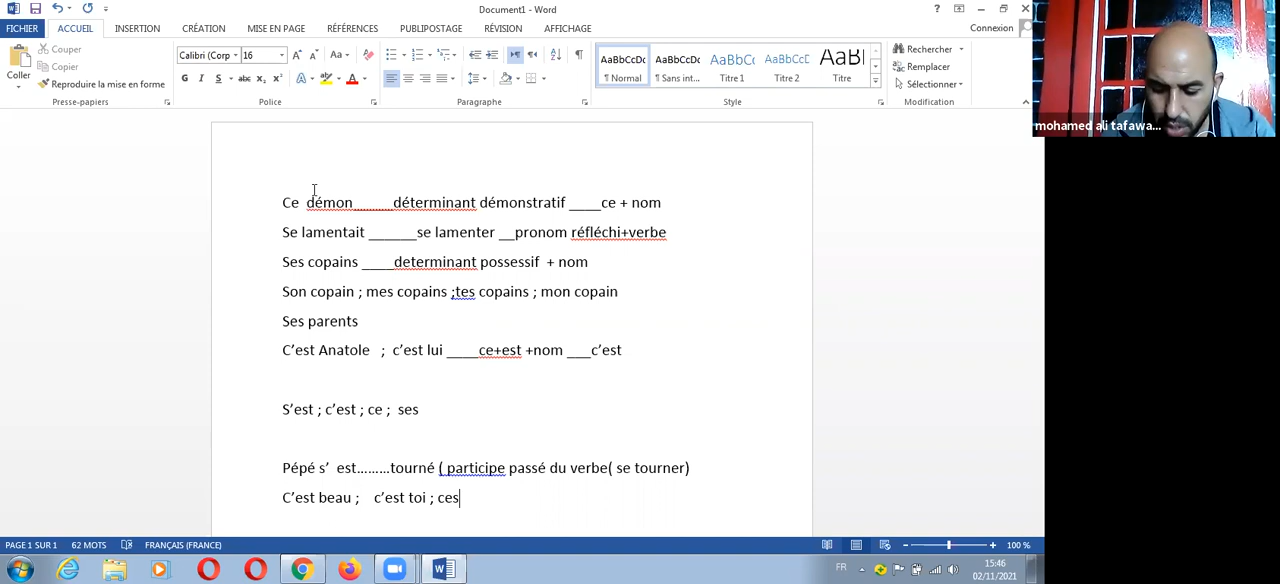 Document1 - Word
FICHIER ACCUEIL INSERTION CRÉATION MISE EN PAGE RÉFÉRENCES PUBLIPOSTAGE RÉVISION AFFICHAGE Connexion
Coller
Couper
Copier
Reproduire la mise en forme
Presse-papiers
Calibri (Corp 16
Police
Paragraphe
AaBbCcDc AaBbCcDc AaBbCc AaBbCcD AaBl
¶ Normal ¶ Sans int... Titre 1 Titre 2 Titre
Style
Rechercher
Remplacer
Sélectionner
Modification
mohamed ali tafawa...
Ce démon______déterminant démonstratif ____ce + nom
Se lamentait ______se lamenter __pronom réfléchi+verbe
Ses copains ____determinant possessif + nom
Son copain ; mes copains ;tes copains ; mon copain
Ses parents
C’est Anatole ; c’est lui ____ce+est +nom ___c’est
S’est ; c’est ; ce ; ses
Pépé s’ est.........tourné ( participe passé du verbe( se tourner)
C’est beau ; c’est toi ; ces
PAGE 1 SUR 1 62 MOTS FRANÇAIS (FRANCE) 100 %
FR 15:46
02/11/2021